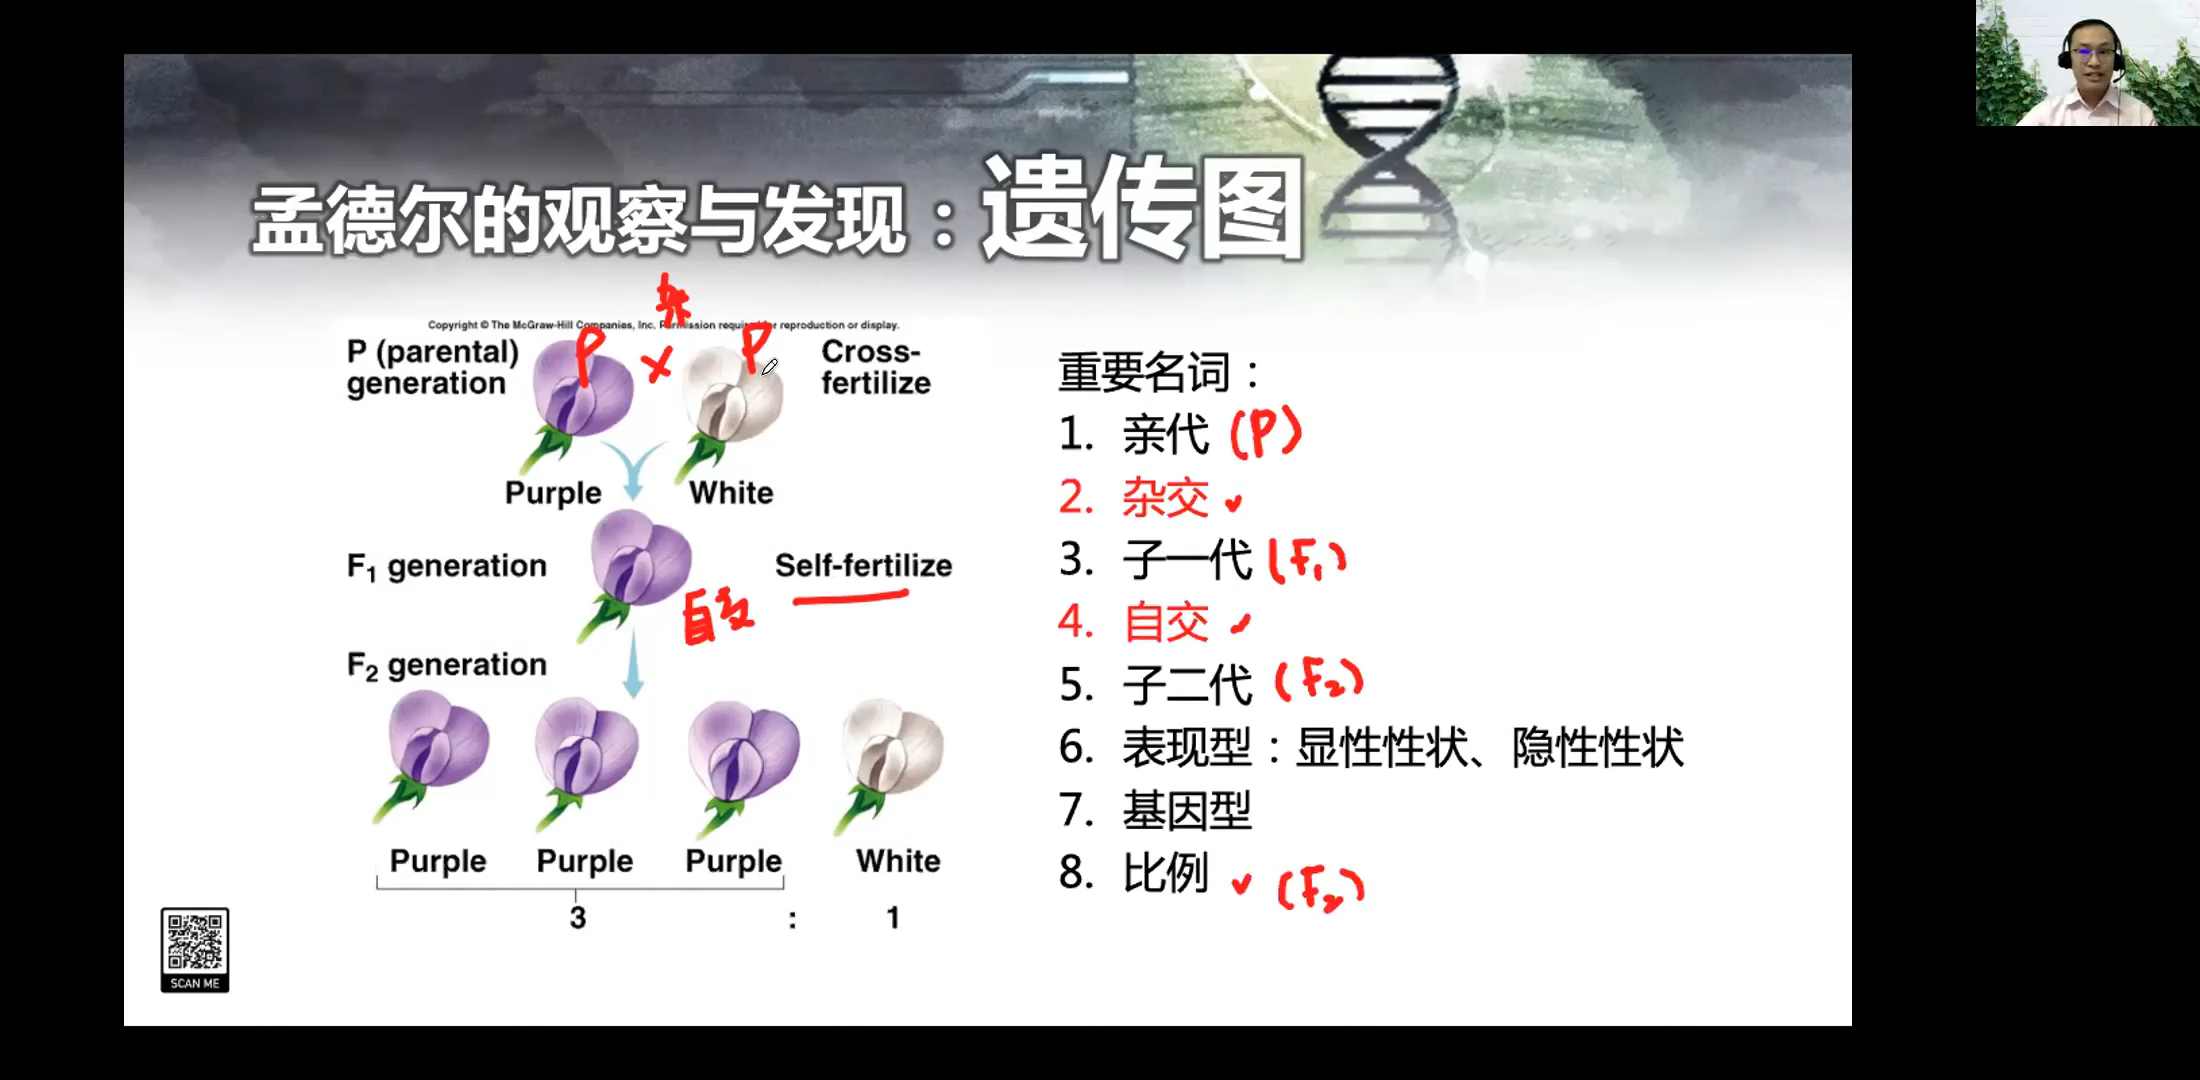 孟德尔的观察与发现：遗传图
杂
Copyright © The McGraw-Hill Companies, Inc. Permission required for reproduction or display.
P (parental) generation
P × P
Cross-fertilize
Purple
White
F₁ generation
Self-fertilize
自交
F₂ generation
Purple Purple Purple White
3 : 1
SCAN ME
重要名词：
1. 亲代 (P)
2. 杂交 ✓
3. 子一代 (F₁)
4. 自交 ✓
5. 子二代 (F₂)
6. 表现型：显性性状、隐性性状
7. 基因型
8. 比例 ✓ (F₂)